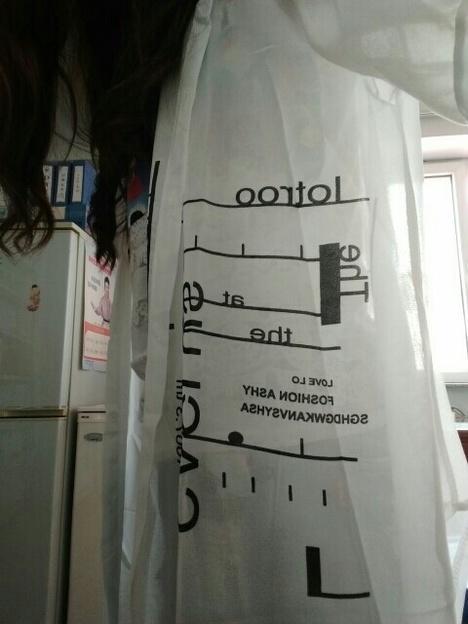 lotroo
The
at
the
LOVE LO
FOSHION ASHY
SGHDGWKANVSYHSA